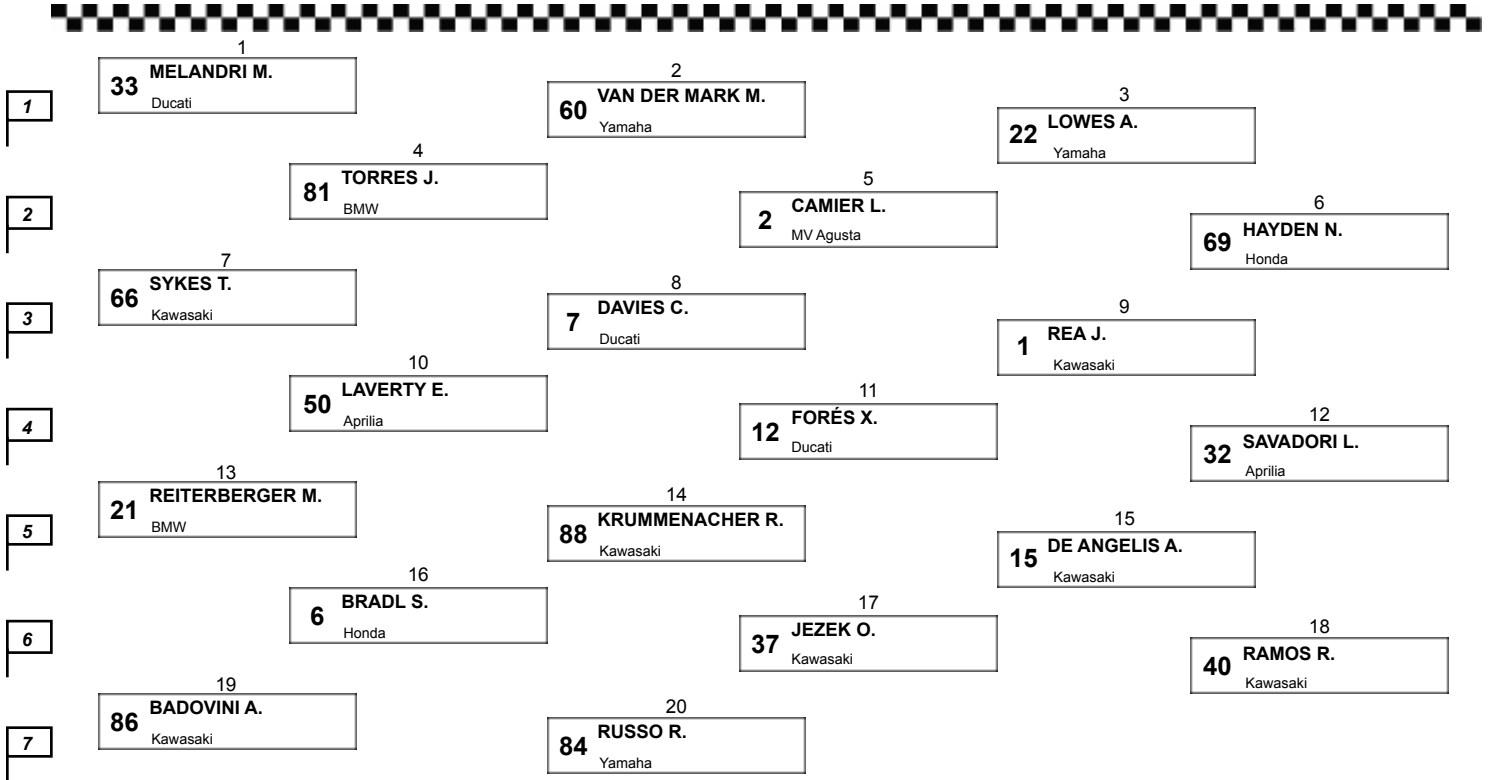 1
33 MELANDRI M.
Ducati
2
60 VAN DER MARK M.
Yamaha
3
22 LOWES A.
Yamaha
1
4
81 TORRES J.
BMW
5
2 CAMIER L.
MV Agusta
6
69 HAYDEN N.
Honda
2
7
66 SYKES T.
Kawasaki
8
7 DAVIES C.
Ducati
9
1 REA J.
Kawasaki
3
10
50 LAVERTY E.
Aprilia
11
12 FORÉS X.
Ducati
12
32 SAVADORI L.
Aprilia
4
13
21 REITERBERGER M.
BMW
14
88 KRUMMENACHER R.
Kawasaki
15
15 DE ANGELIS A.
Kawasaki
5
16
6 BRADL S.
Honda
17
37 JEZEK O.
Kawasaki
18
40 RAMOS R.
Kawasaki
6
19
86 BADOVINI A.
Kawasaki
20
84 RUSSO R.
Yamaha
7